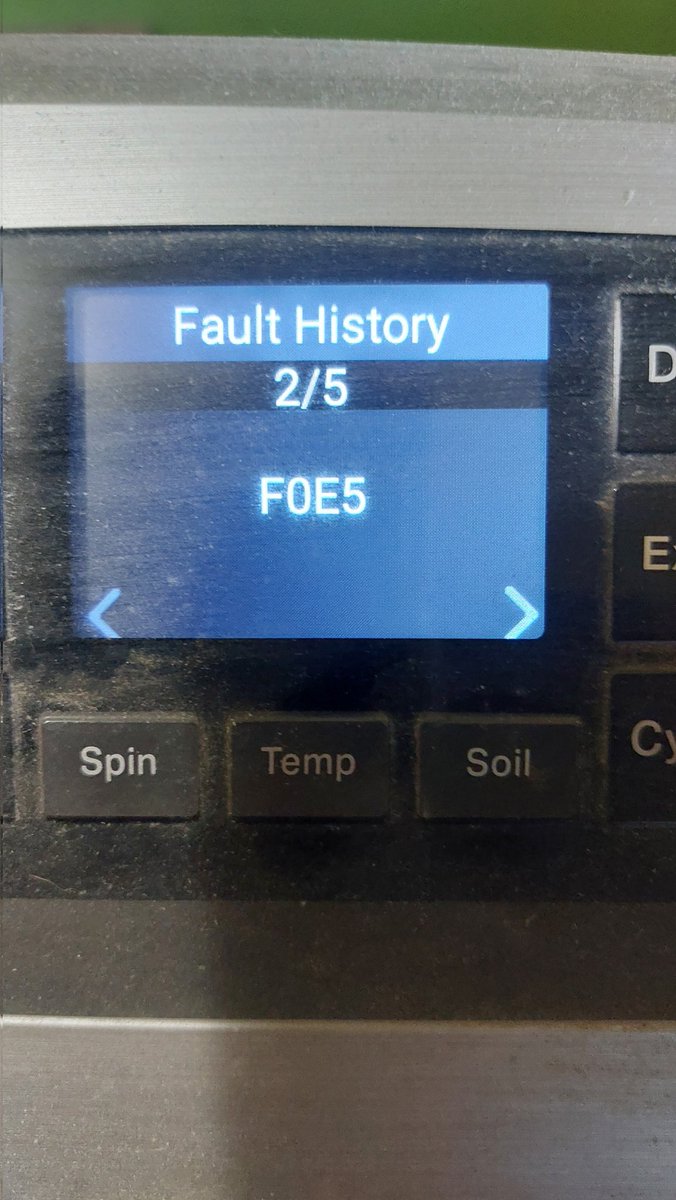 Fault History
2/5
F0E5
Spin
Temp
Soil